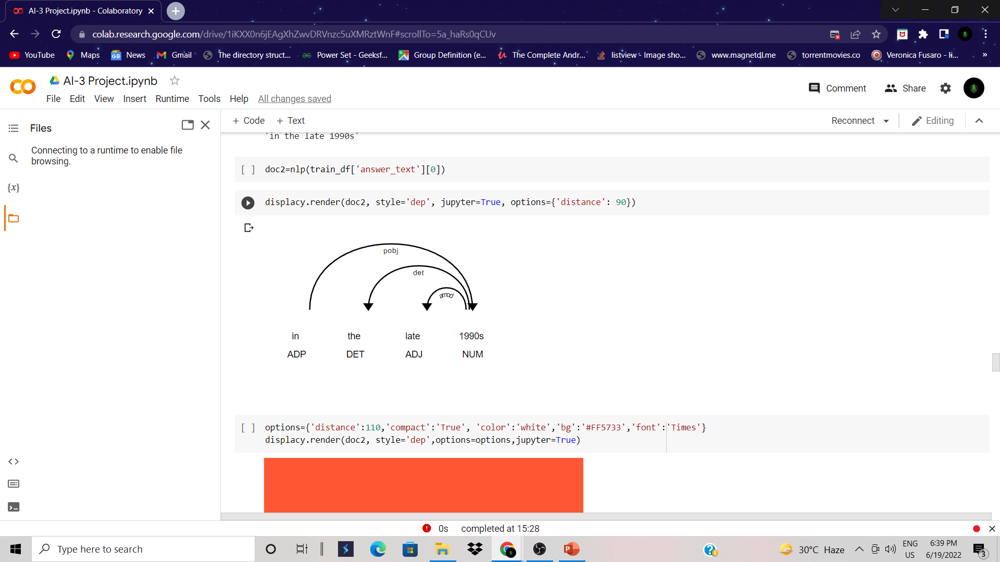 AI-3 Project.ipynb - Colaboratory
colab.research.google.com/drive/1iKXX0n6jEAgXhZwvDRVnzc5uXMRztWnF#scrollTo=5a_haRs0qCUv
YouTube Maps News Gmail The directory struct... Power Set - Geeksf... Group Definition (e... The Complete Andr... listview - Image sho... www.magnetdl.me torrentmovies.co Veronica Fusaro - li... »
AI-3 Project.ipynb
Comment Share
File Edit View Insert Runtime Tools Help All changes saved
Files
+ Code + Text
Reconnect Editing
Connecting to a runtime to enable file
browsing.
{x}
'in the late 1990s'
[ ] doc2=nlp(train_df['answer_text'][0])
displacy.render(doc2, style='dep', jupyter=True, options={'distance': 90})
pobj
det
amod
in the late 1990s
ADP DET ADJ NUM
[ ] options={'distance':110,'compact':'True', 'color':'white','bg':'#FF5733','font':'Times'}
displacy.render(doc2, style='dep',options=options,jupyter=True)
0s completed at 15:28
Type here to search
30°C Haze
ENG
US
6:39 PM
6/19/2022
3